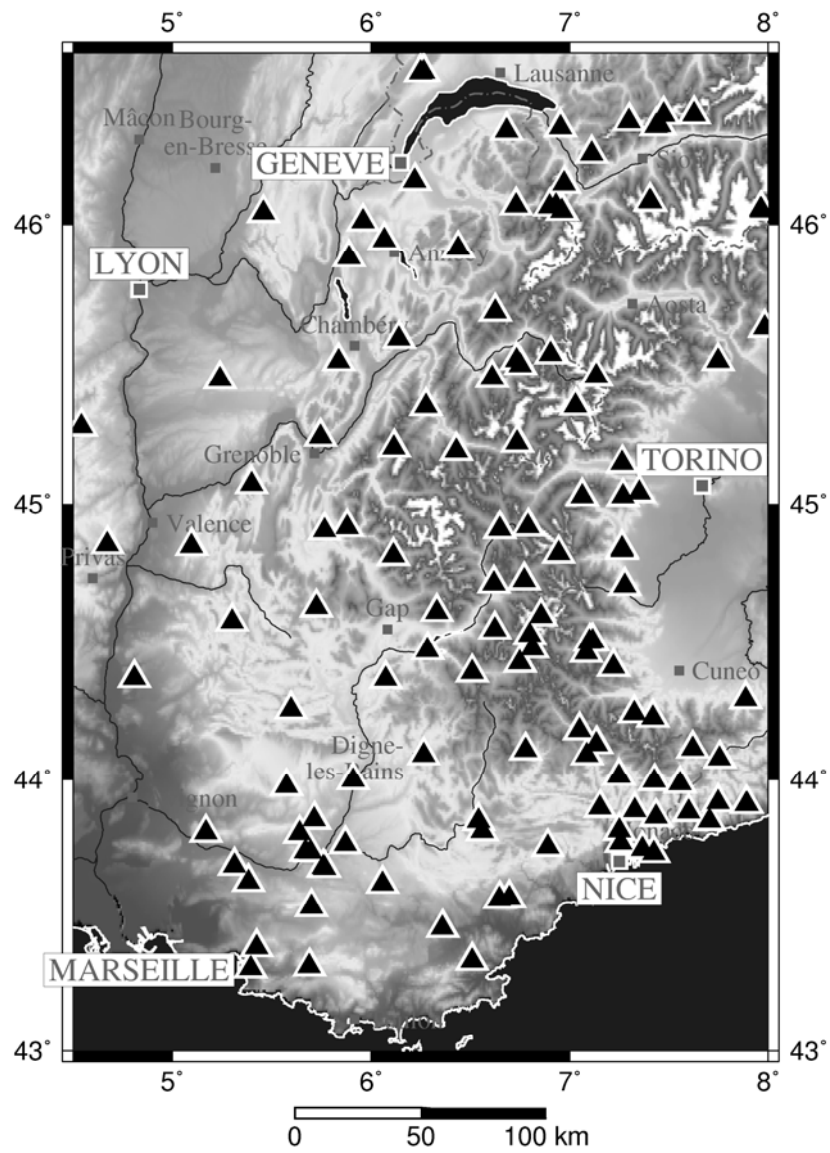 5˚ 6˚ 7˚ 8˚
Lausanne
Mâcon Bourg-
en-Bresse
GENEVE
46˚ 46˚
LYON
Aosta
Chambéry
Grenoble
TORINO
45˚ 45˚
Valence
Privas
Gap
Cuneo
44˚ 44˚
Digne-
les-Bains
NICE
MARSEILLE
43˚ 43˚
5˚ 6˚ 7˚ 8˚
0 50 100 km